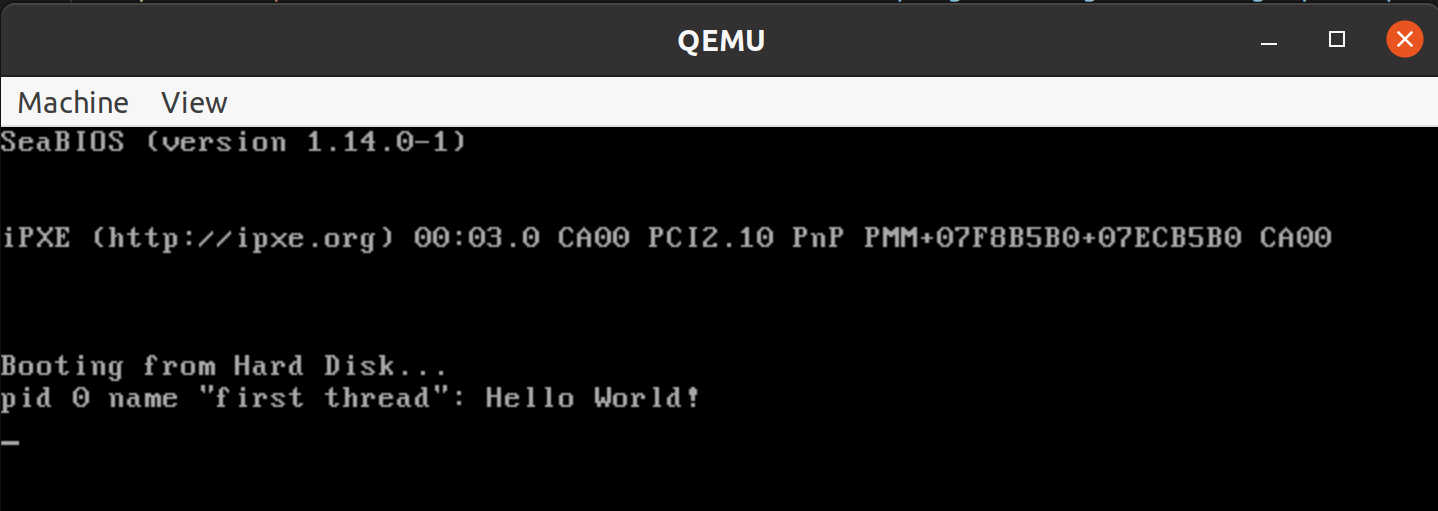 QEMU
Machine View
SeaBIOS (version 1.14.0-1)
iPXE (http://ipxe.org) 00:03.0 CA00 PCI2.10 PnP PMM+07F8B5B0+07ECB5B0 CA00
Booting from Hard Disk...
pid 0 name "first thread": Hello World!
_